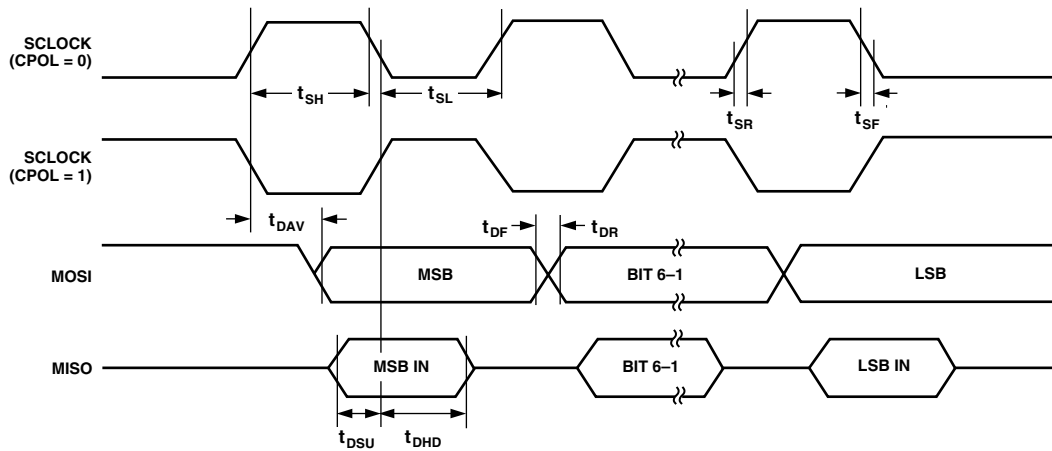 SCLOCK
(CPOL = 0)
tSH
tSL
tSR
tSF
SCLOCK
(CPOL = 1)
tDAV
tDF
tDR
MOSI
MSB
BIT 6–1
LSB
MISO
MSB IN
BIT 6–1
LSB IN
tDSU
tDHD